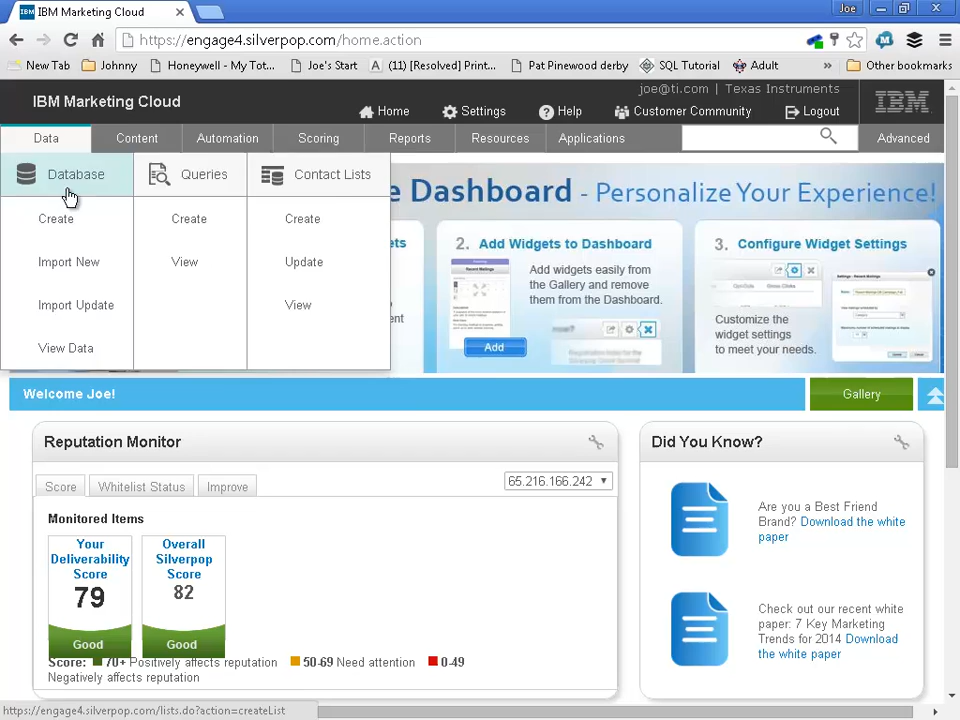 IBM Marketing Cloud
Joe
https://engage4.silverpop.com/home.action
New Tab
Johnny
Honeywell - My Tot...
Joe's Start
(11) [Resolved] Print...
Pat Pinewood derby
SQL Tutorial
Adult
»
Other bookmarks
joe@ti.com | Texas Instruments
IBM Marketing Cloud
Home
Settings
Help
Customer Community
Logout
IBM
Data
Content
Automation
Scoring
Reports
Resources
Applications
Advanced
Database
Queries
Contact Lists
Create
Create
Create
Import New
View
Update
Import Update
View
View Data
e Dashboard - Personalize Your Experience!
ets
ent
2. Add Widgets to Dashboard
Add widgets easily from
the Gallery and remove
them from the Dashboard.
Add
3. Configure Widget Settings
Customize the
widget settings
to meet your needs.
Welcome Joe!
Gallery
Reputation Monitor
Score
Whitelist Status
Improve
65.216.166.242
Monitored Items
Your
Deliverability
Score
79
Good
Overall
Silverpop
Score
82
Good
Score: 70+ Positively affects reputation 50-69 Need attention 0-49
Negatively affects reputation
Did You Know?
Are you a Best Friend
Brand? Download the white
paper
Check out our recent white
paper: 7 Key Marketing
Trends for 2014 Download
the white paper
https://engage4.silverpop.com/lists.do?action=createList